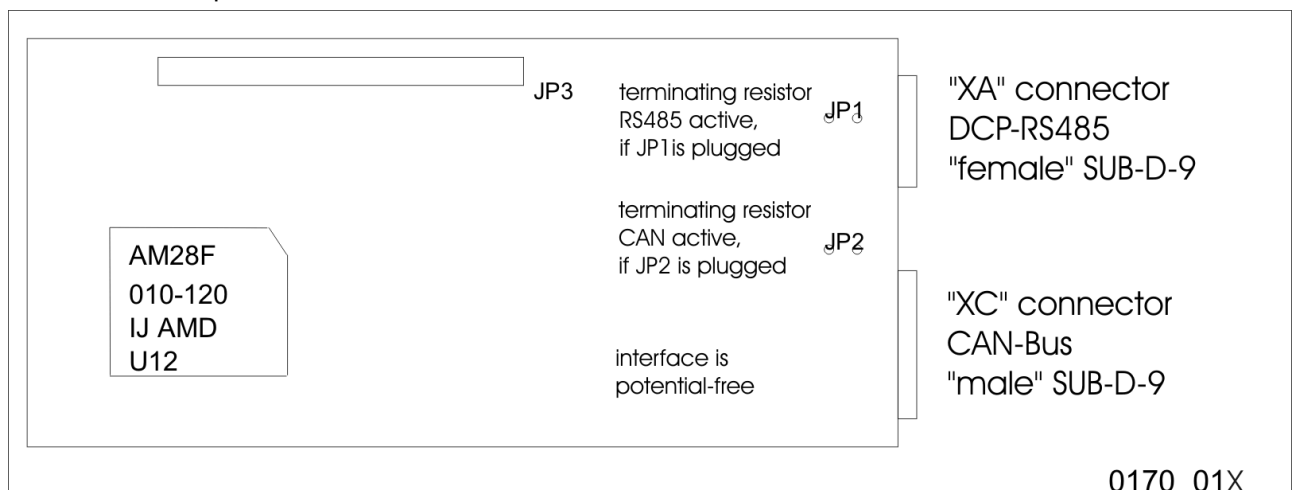 JP3
terminating resistor
RS485 active,
if JP1is plugged
JP1
"XA" connector
DCP-RS485
"female" SUB-D-9
terminating resistor
CAN active,
if JP2 is plugged
JP2
AM28F
010-120
IJ AMD
U12
interface is
potential-free
"XC" connector
CAN-Bus
"male" SUB-D-9
0170_01X